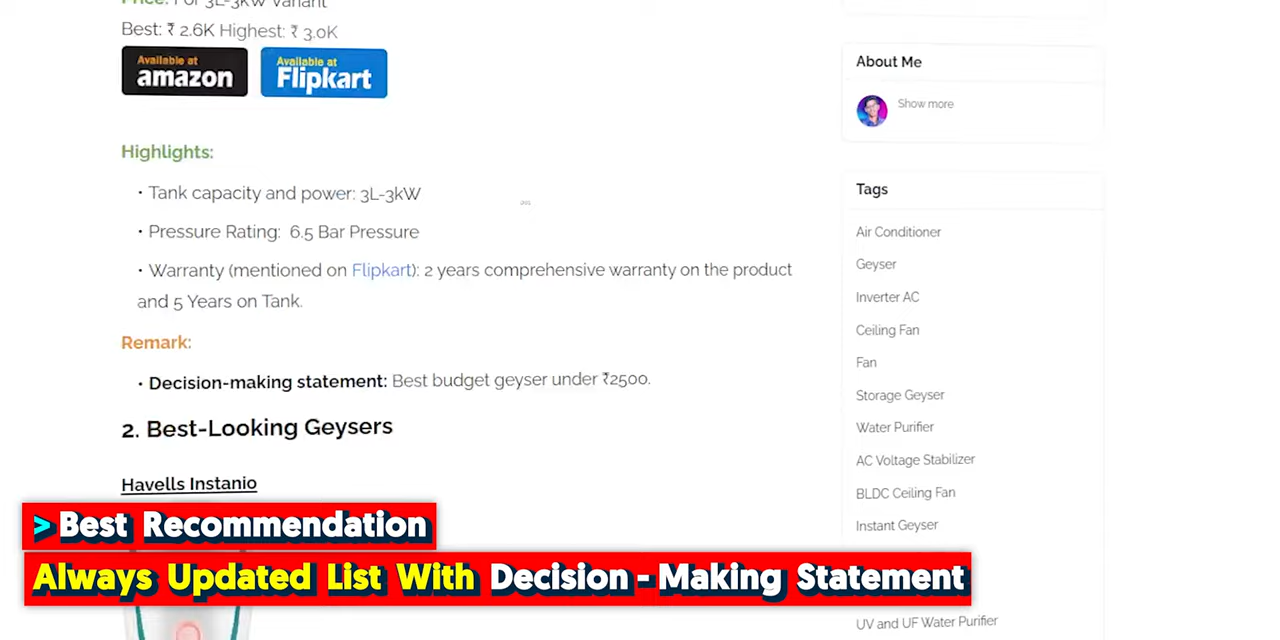 Price: For 3L-3kW Variant
Best: ₹ 2.6K Highest: ₹ 3.0K
Available at
amazon
Available at
Flipkart
Highlights:
• Tank capacity and power: 3L-3kW
• Pressure Rating: 6.5 Bar Pressure
• Warranty (mentioned on Flipkart): 2 years comprehensive warranty on the product
and 5 Years on Tank.
Remark:
• Decision-making statement: Best budget geyser under ₹2500.
2. Best-Looking Geysers
Havells Instanio
> Best Recommendation
Always Updated List With Decision - Making Statement
About Me
Show more
Tags
Air Conditioner
Geyser
Inverter AC
Ceiling Fan
Fan
Storage Geyser
Water Purifier
AC Voltage Stabilizer
BLDC Ceiling Fan
Instant Geyser
UV and UF Water Purifier